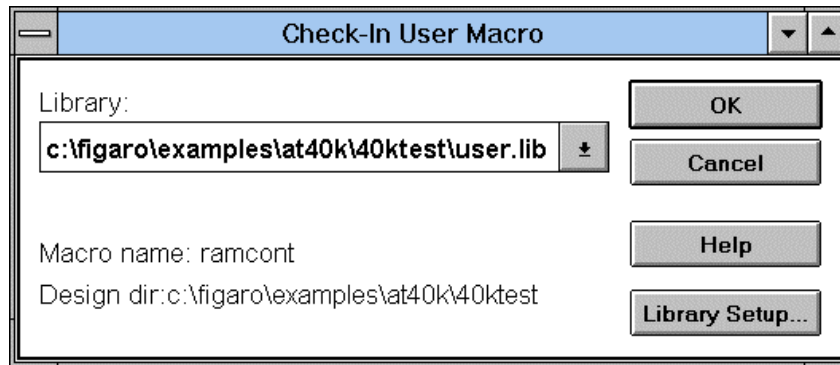 Check-In User Macro
Library:
c:\figaro\examples\at40k\40ktest\user.lib
OK
Cancel
Macro name: ramcont
Help
Design dir:c:\figaro\examples\at40k\40ktest
Library Setup...